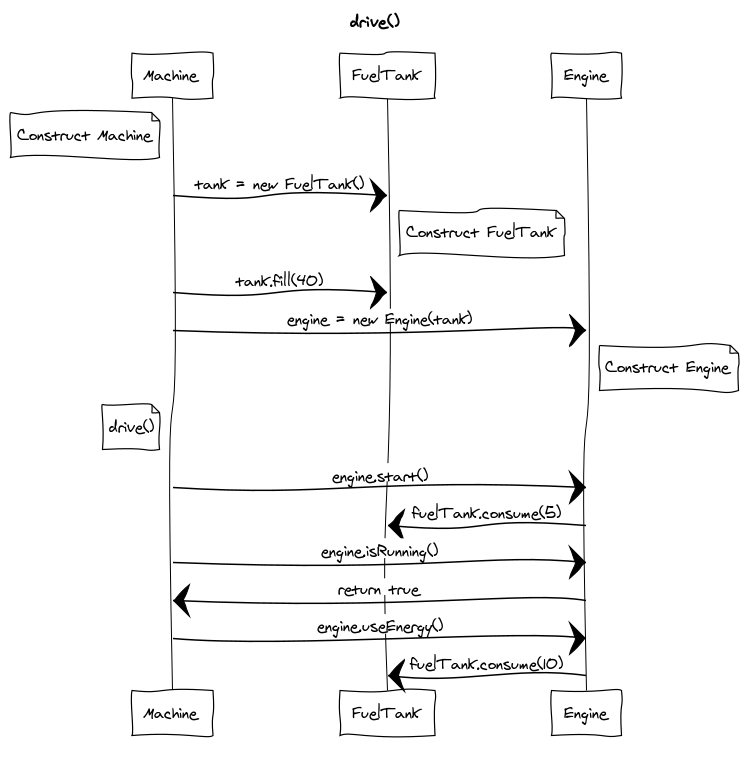 drive()
Machine
FuelTank
Engine
Construct Machine
tank = new FuelTank()
Construct FuelTank
tank.fill(40)
engine = new Engine(tank)
Construct Engine
drive()
engine.start()
fuelTank.consume(5)
engine.isRunning()
return true
engine.useEnergy()
fuelTank.consume(10)
Machine
FuelTank
Engine